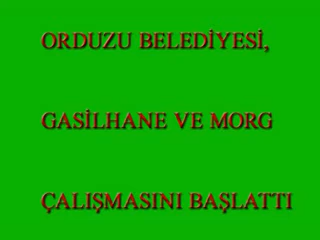 ORDUZU BELEDİYESİ,
GASİLHANE VE MORG
ÇALIŞMASINI BAŞLATTI